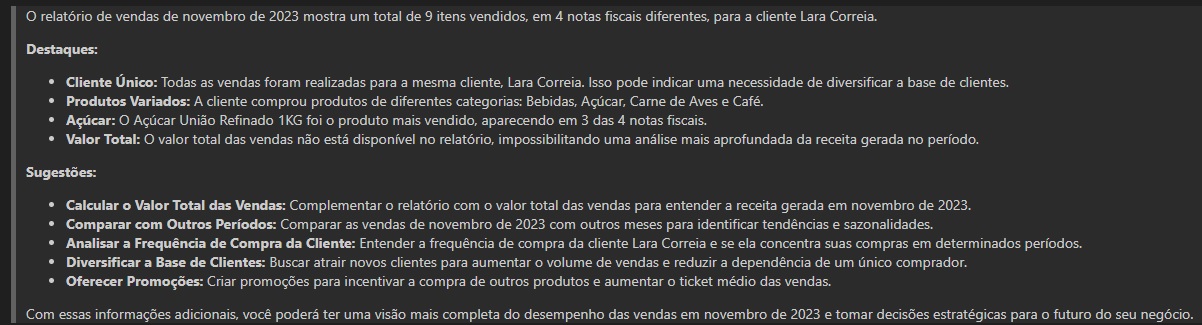 O relatório de vendas de novembro de 2023 mostra um total de 9 itens vendidos, em 4 notas fiscais diferentes, para a cliente Lara Correia.
Destaques:
• Cliente Único: Todas as vendas foram realizadas para a mesma cliente, Lara Correia. Isso pode indicar uma necessidade de diversificar a base de clientes.
• Produtos Variados: A cliente comprou produtos de diferentes categorias: Bebidas, Açúcar, Carne de Aves e Café.
• Açúcar: O Açúcar União Refinado 1KG foi o produto mais vendido, aparecendo em 3 das 4 notas fiscais.
• Valor Total: O valor total das vendas não está disponível no relatório, impossibilitando uma análise mais aprofundada da receita gerada no período.
Sugestões:
• Calcular o Valor Total das Vendas: Complementar o relatório com o valor total das vendas para entender a receita gerada em novembro de 2023.
• Comparar com Outros Períodos: Comparar as vendas de novembro de 2023 com outros meses para identificar tendências e sazonalidades.
• Analisar a Frequência de Compra da Cliente: Entender a frequência de compra da cliente Lara Correia e se ela concentra suas compras em determinados períodos.
• Diversificar a Base de Clientes: Buscar atrair novos clientes para aumentar o volume de vendas e reduzir a dependência de um único comprador.
• Oferecer Promoções: Criar promoções para incentivar a compra de outros produtos e aumentar o ticket médio das vendas.
Com essas informações adicionais, você poderá ter uma visão mais completa do desempenho das vendas em novembro de 2023 e tomar decisões estratégicas para o futuro do seu negócio.